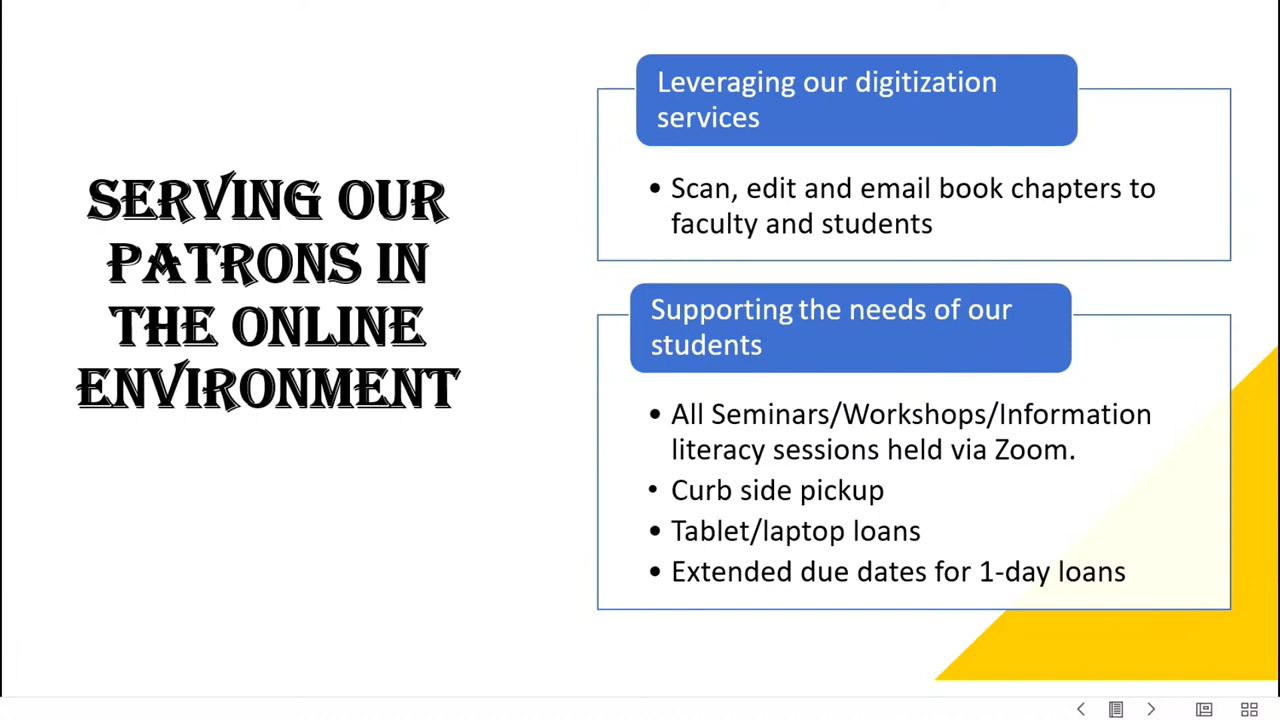 SERVING OUR
PATRONS IN
THE ONLINE
ENVIRONMENT
Leveraging our digitization
services
• Scan, edit and email book chapters to
faculty and students
Supporting the needs of our
students
• All Seminars/Workshops/Information
literacy sessions held via Zoom.
• Curb side pickup
• Tablet/laptop loans
• Extended due dates for 1-day loans